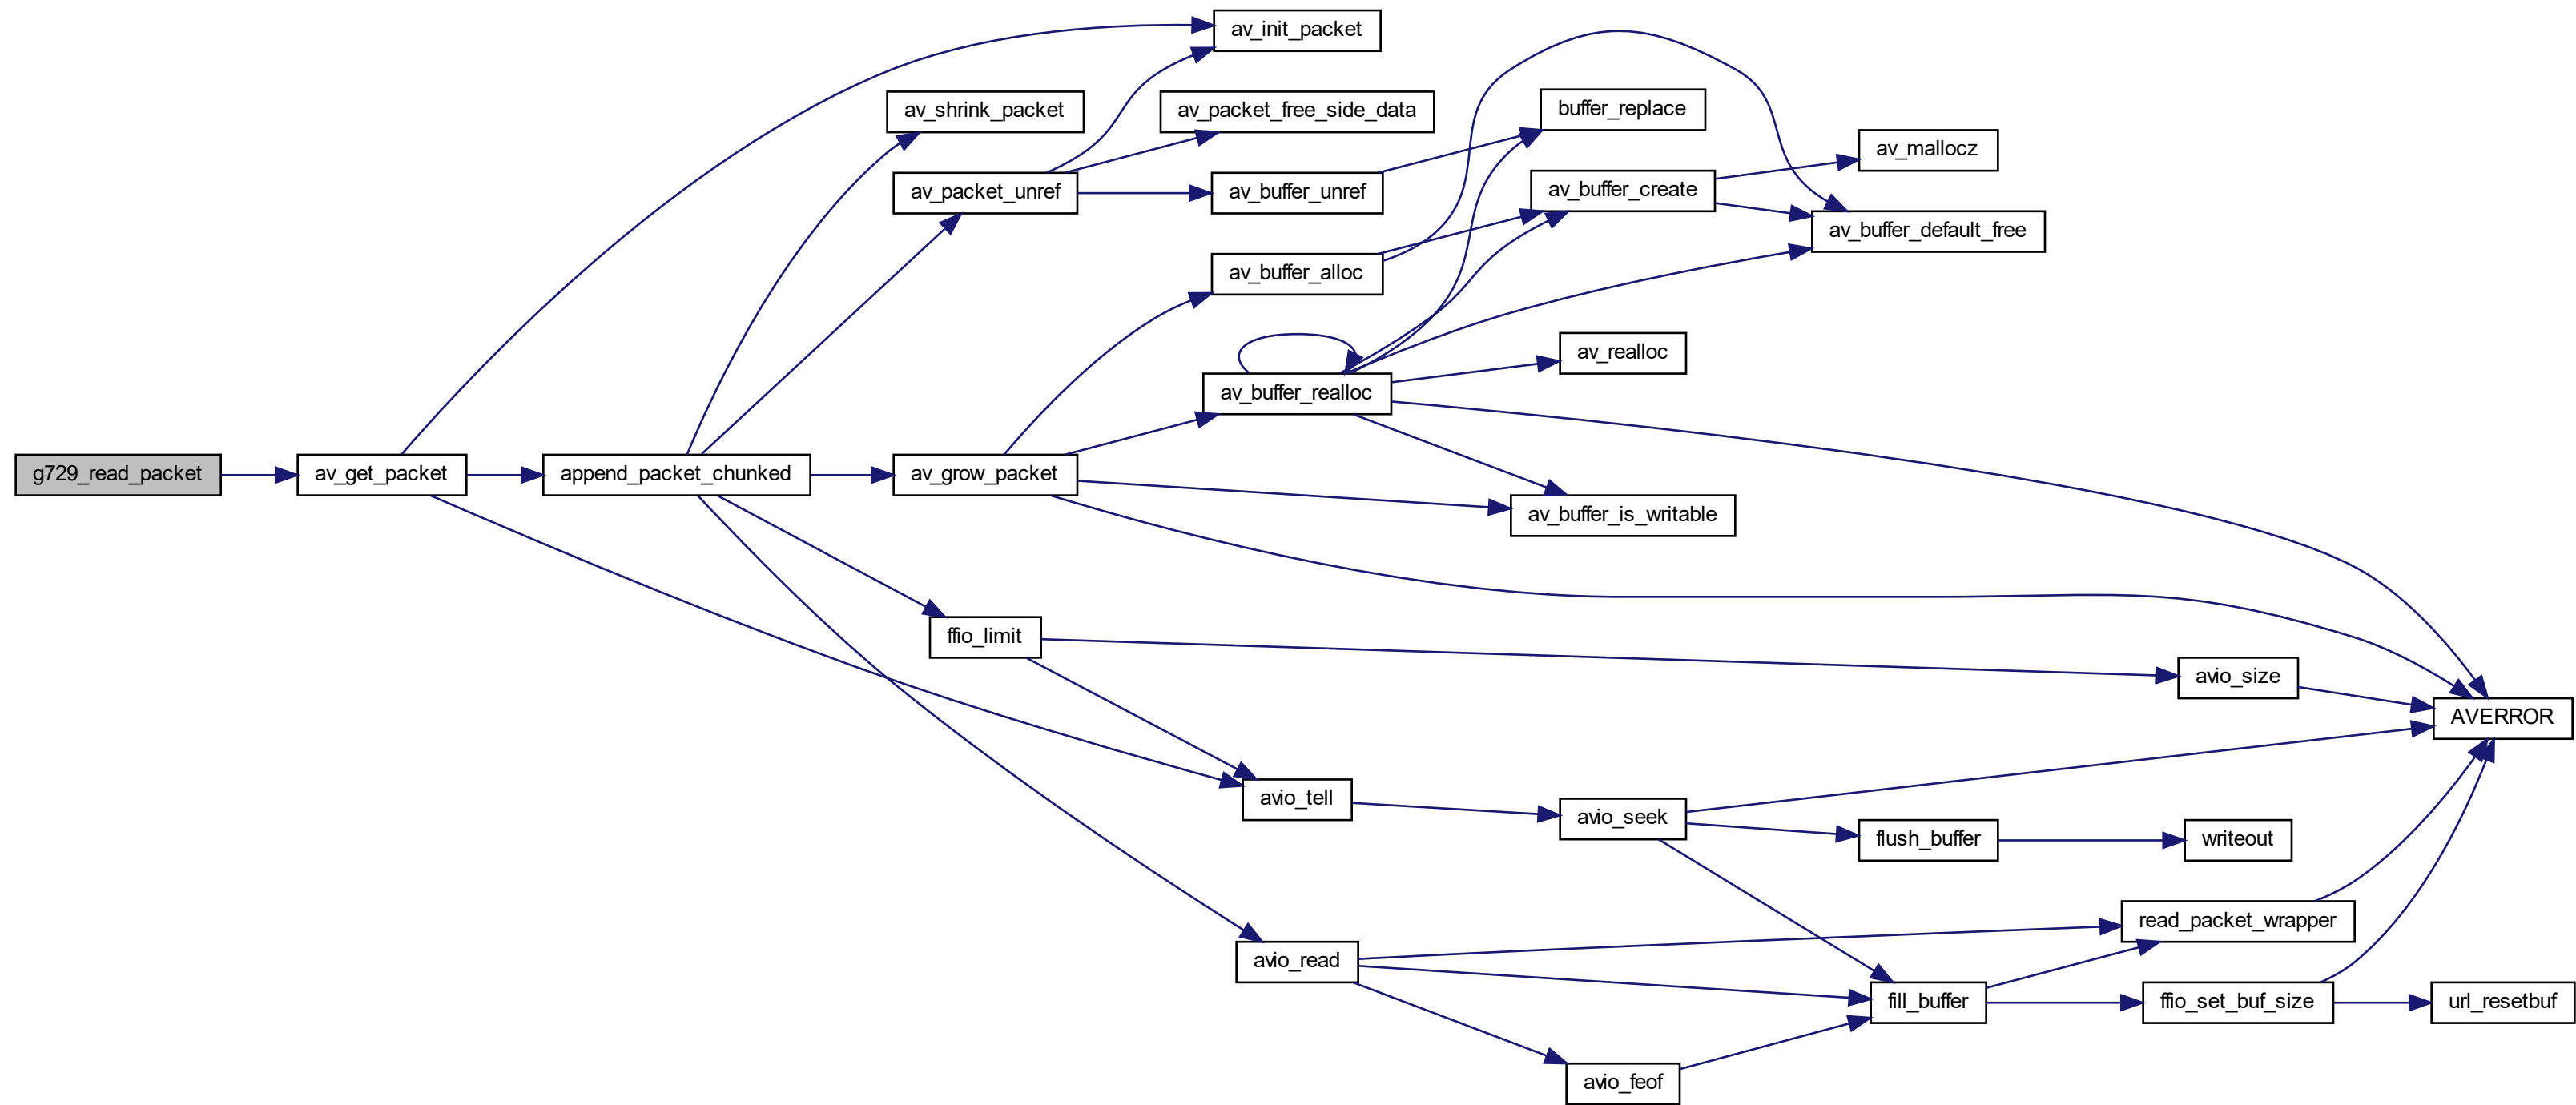 av_init_packet
av_shrink_packet
av_packet_free_side_data
buffer_replace
av_mallocz
av_packet_unref
av_buffer_unref
av_buffer_create
av_buffer_default_free
av_buffer_alloc
av_realloc
av_buffer_realloc
g729_read_packet
av_get_packet
append_packet_chunked
av_grow_packet
av_buffer_is_writable
ffio_limit
avio_size
AVERROR
avio_tell
avio_seek
flush_buffer
writeout
read_packet_wrapper
avio_read
fill_buffer
ffio_set_buf_size
url_resetbuf
avio_feof